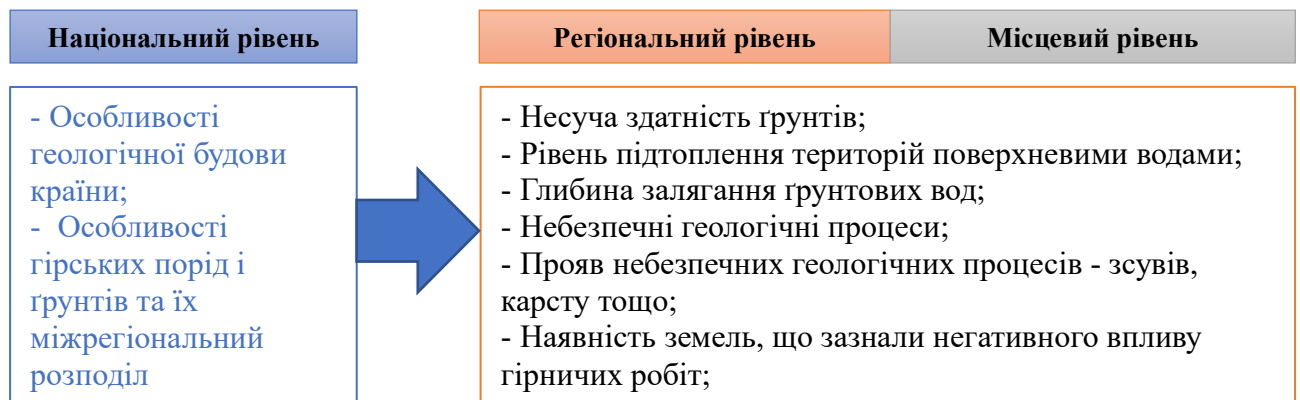 Національний рівень
Регіональний рівень
Місцевий рівень
- Особливості
геологічної будови
країни;
- Особливості
гірських порід і
ґрунтів та їх
міжрегіональний
розподіл
- Несуча здатність ґрунтів;
- Рівень підтоплення територій поверхневими водами;
- Глибина залягання ґрунтових вод;
- Небезпечні геологічні процеси;
- Прояв небезпечних геологічних процесів - зсувів,
карсту тощо;
- Наявність земель, що зазнали негативного впливу
гірничих робіт;